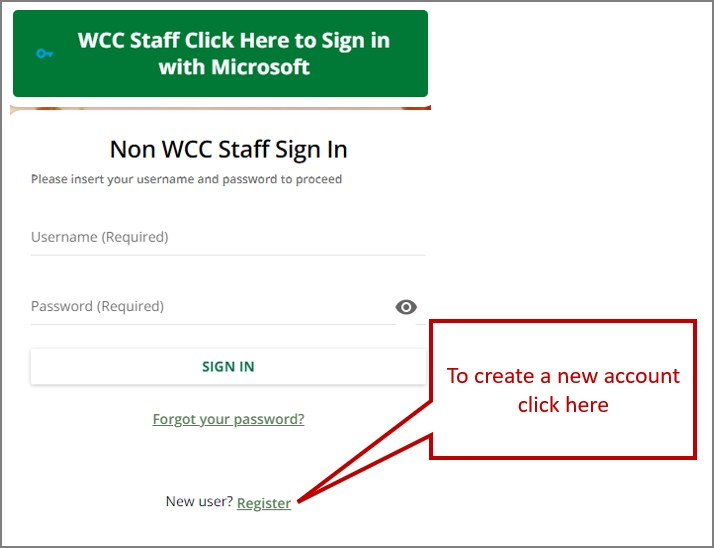 WCC Staff Click Here to Sign in
with Microsoft
Non WCC Staff Sign In
Please insert your username and password to proceed
Username (Required)
Password (Required)
SIGN IN
To create a new account
click here
Forgot your password?
New user? Register